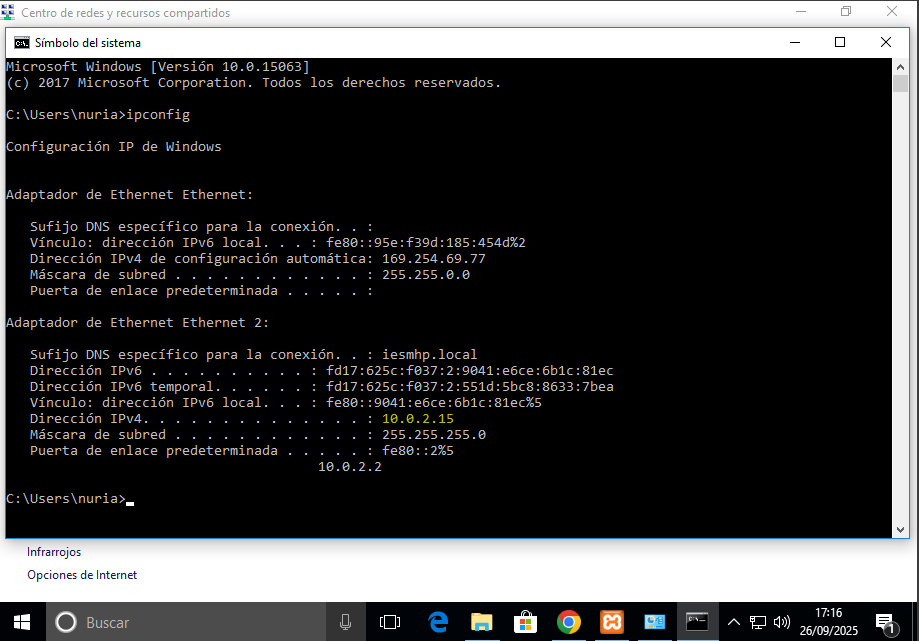 Centro de redes y recursos compartidos
Símbolo del sistema
Microsoft Windows [Versión 10.0.15063]
(c) 2017 Microsoft Corporation. Todos los derechos reservados.
C:\Users\nuria>ipconfig
Configuración IP de Windows
Adaptador de Ethernet Ethernet:
Sufijo DNS específico para la conexión. . :
Vínculo: dirección IPv6 local. . . : fe80::95e:f39d:185:454d%2
Dirección IPv4 de configuración automática: 169.254.69.77
Máscara de subred . . . . . . . . . . . . : 255.255.0.0
Puerta de enlace predeterminada . . . . . :
Adaptador de Ethernet Ethernet 2:
Sufijo DNS específico para la conexión. . : iesmhp.local
Dirección IPv6 . . . . . . . . . . : fd17:625c:f037:2:9041:e6ce:6b1c:81ec
Dirección IPv6 temporal. . . . . . : fd17:625c:f037:2:551d:5bc8:8633:7bea
Vínculo: dirección IPv6 local. . . : fe80::9041:e6ce:6b1c:81ec%5
Dirección IPv4. . . . . . . . . . . . . . : 10.0.2.15
Máscara de subred . . . . . . . . . . . . : 255.255.255.0
Puerta de enlace predeterminada . . . . . : fe80::2%5
10.0.2.2
C:\Users\nuria>
Infrarrojos
Opciones de Internet
Buscar
17:16
26/09/2025
1